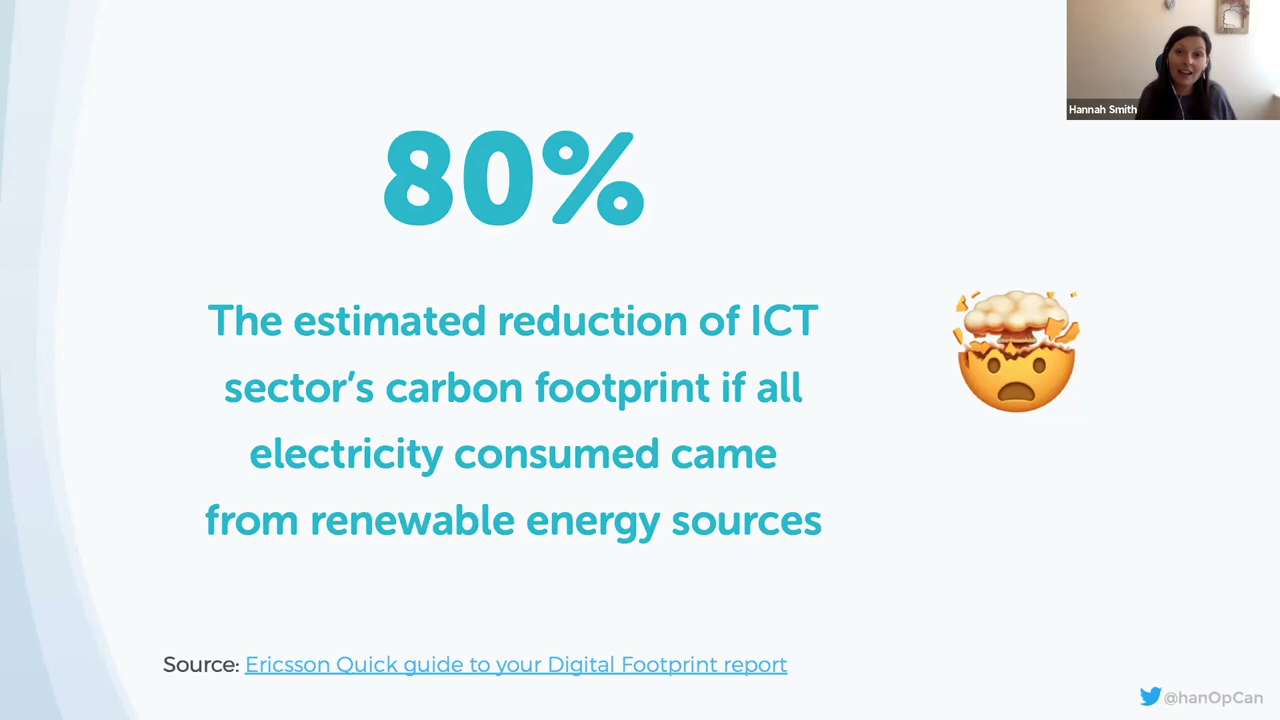 Hannah Smith
80%
The estimated reduction of ICT
sector’s carbon footprint if all
electricity consumed came
from renewable energy sources
Source: Ericsson Quick guide to your Digital Footprint report
@hanOpCan